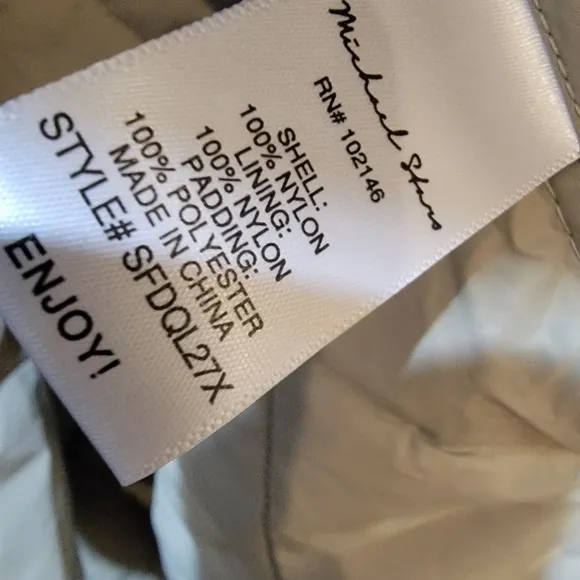 Michael Stars
RN# 102146
SHELL:
100% NYLON
LINING:
100% NYLON
PADDING:
100% POLYESTER
MADE IN CHINA
STYLE# SFDQL27X
ENJOY!